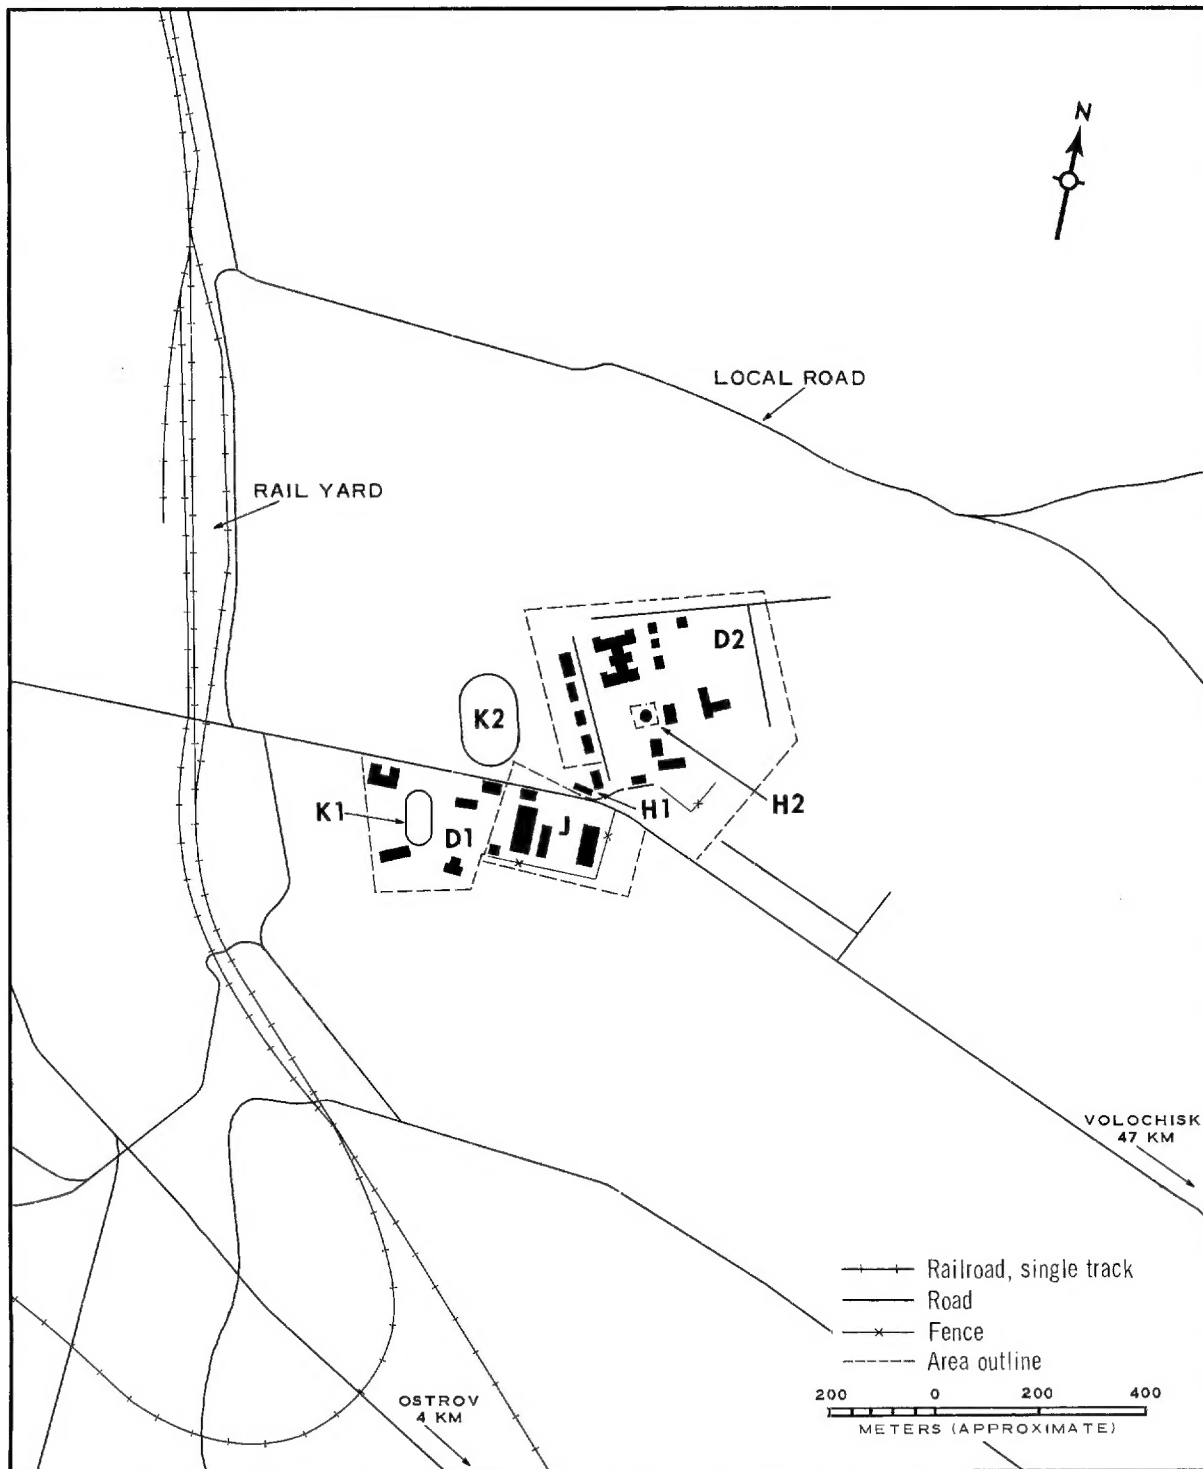 N
LOCAL ROAD
RAIL YARD
D2
K2
K1
D1
J
H1
H2
VOLOCHISK
47 KM
OSTROV
4 KM
Railroad, single track
Road
Fence
Area outline
200 0 200 400
METERS (APPROXIMATE)